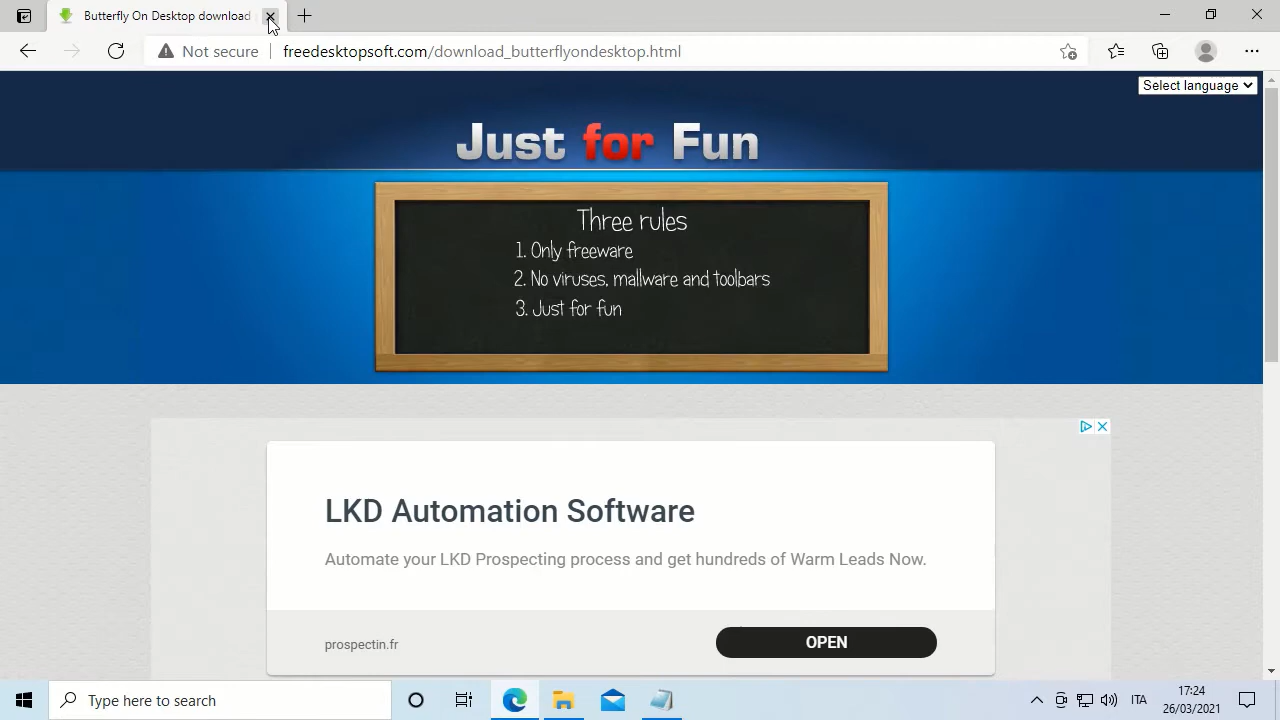 Butterfly On Desktop download
Not secure
freedesktopsoft.com/download_butterflyondesktop.html
Select language
Just for Fun
Three rules
1. Only freeware
2. No viruses, mallware and toolbars
3. Just for fun
LKD Automation Software
Automate your LKD Prospecting process and get hundreds of Warm Leads Now.
prospectin.fr
OPEN
Type here to search
ITA
17:24
26/03/2021